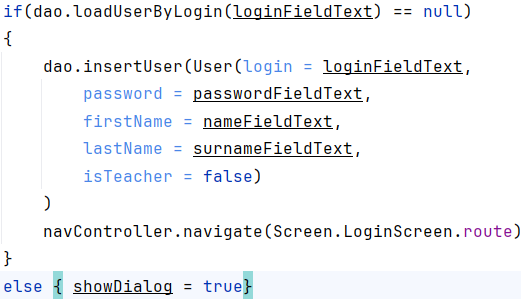 if(dao.loadUserByLogin(loginFieldText) == null)
{
dao.insertUser(User(login = loginFieldText,
password = passwordFieldText,
firstName = nameFieldText,
lastName = surnameFieldText,
isTeacher = false)
)
navController.navigate(Screen.LoginScreen.route)
}
else { showDialog = true}